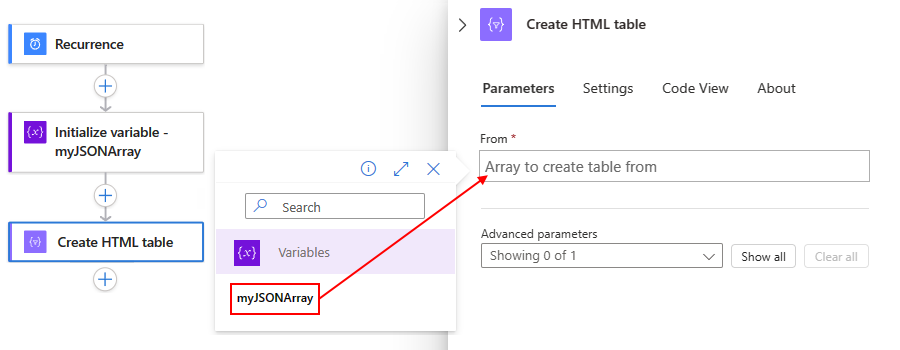 Recurrence
Initialize variable -
myJSONArray
Create HTML table
Search
Variables
myJSONArray
Create HTML table
Parameters
Settings
Code View
About
From *
Array to create table from
Advanced parameters
Showing 0 of 1
Show all
Clear all